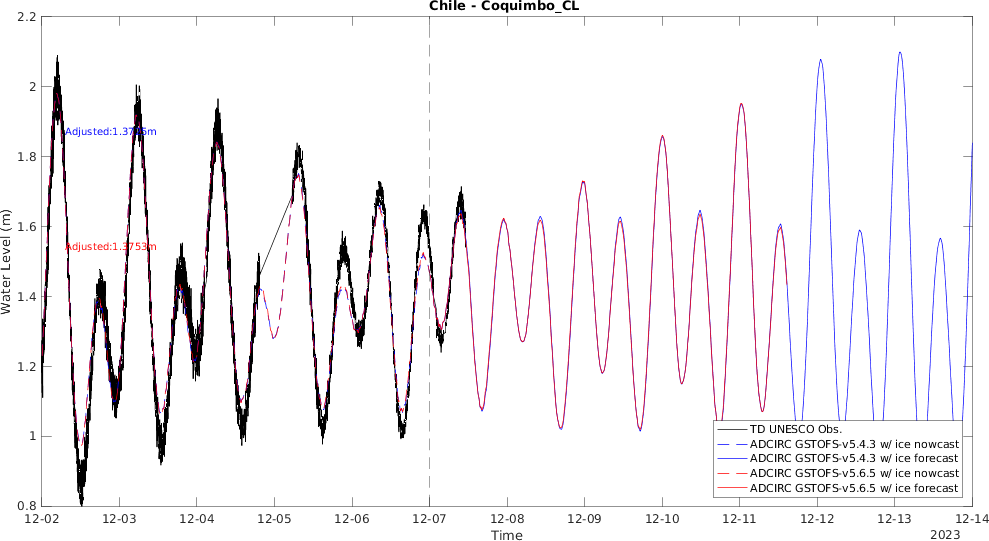 Chile - Coquimbo_CL
Water Level (m)
2.2
2
1.8
1.6
1.4
1.2
1
0.8
Adjusted:1.3753m
TD UNESCO Obs.
ADCIRC GSTOFS-v5.4.3 w/ ice nowcast
ADCIRC GSTOFS-v5.4.3 w/ ice forecast
ADCIRC GSTOFS-v5.6.5 w/ ice nowcast
ADCIRC GSTOFS-v5.6.5 w/ ice forecast
12-02 12-03 12-04 12-05 12-06 12-07 12-08 12-09 12-10 12-11 12-12 12-13 12-14
Time
2023